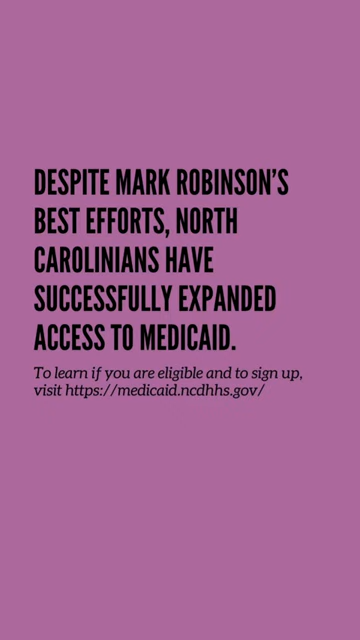 DESPITE MARK ROBINSON’S
BEST EFFORTS, NORTH
CAROLINIANS HAVE
SUCCESSFULLY EXPANDED
ACCESS TO MEDICAID.
To learn if you are eligible and to sign up,
visit https://medicaid.ncdhhs.gov/